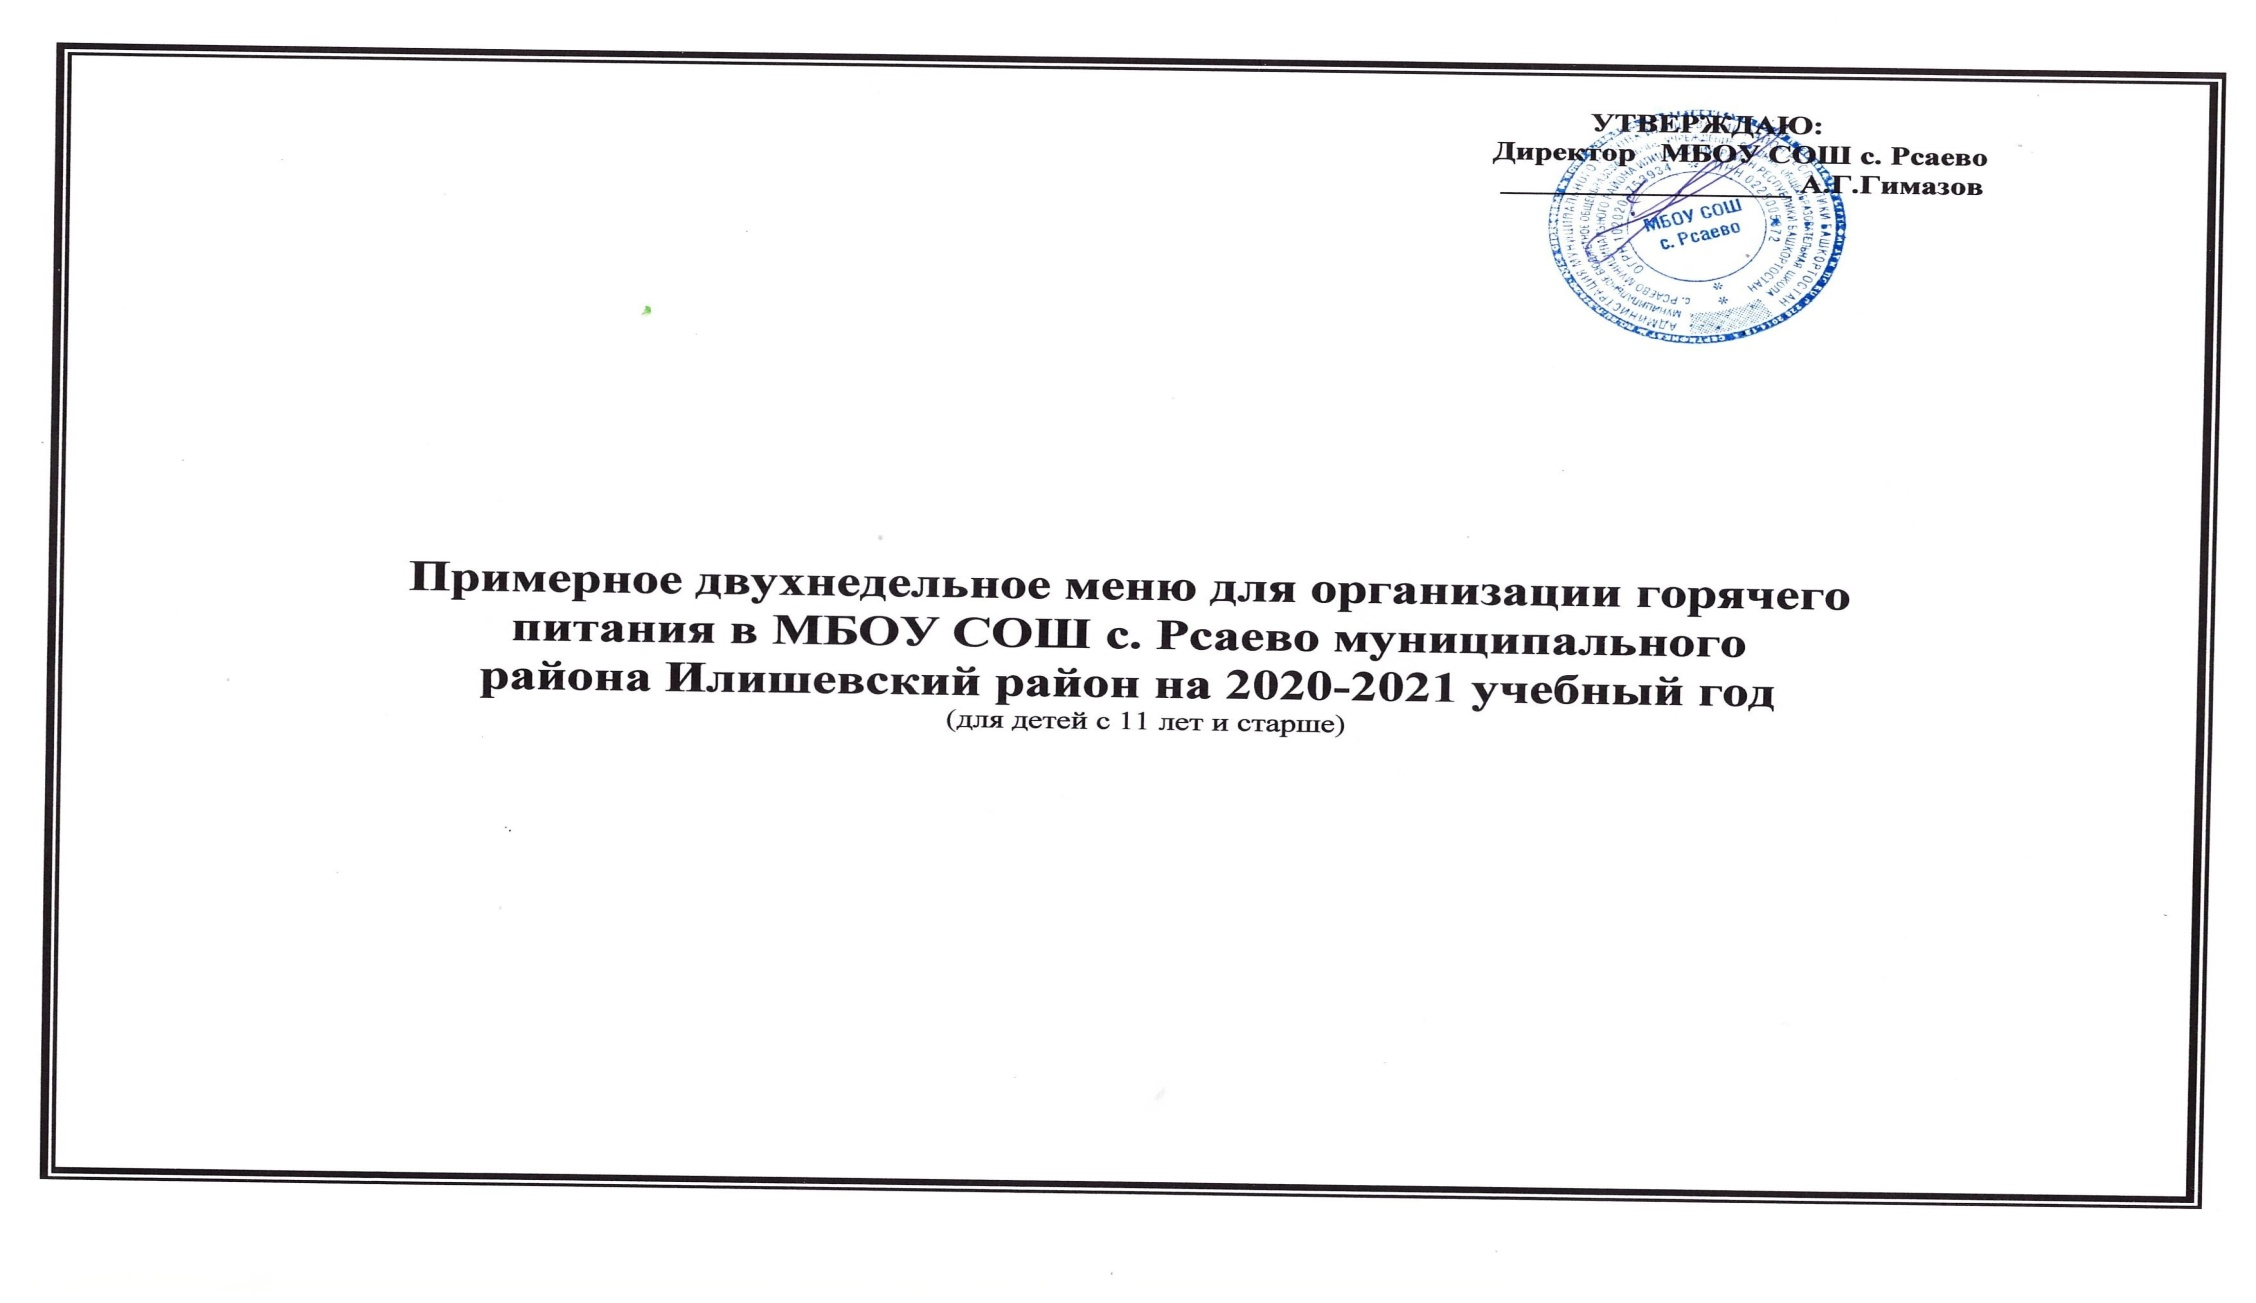 УТВЕРЖДАЮ:
Директор МБОУ СОШ с. Рсаево
А.Г.Гимазов
МБОУ СОШ
с. Рсаево
Примерное двухнедельное меню для организации горячего
питания в МБОУ СОШ с. Рсаево муниципального
района Илишевский район на 2020-2021 учебный год
(для детей с 11 лет и старше)